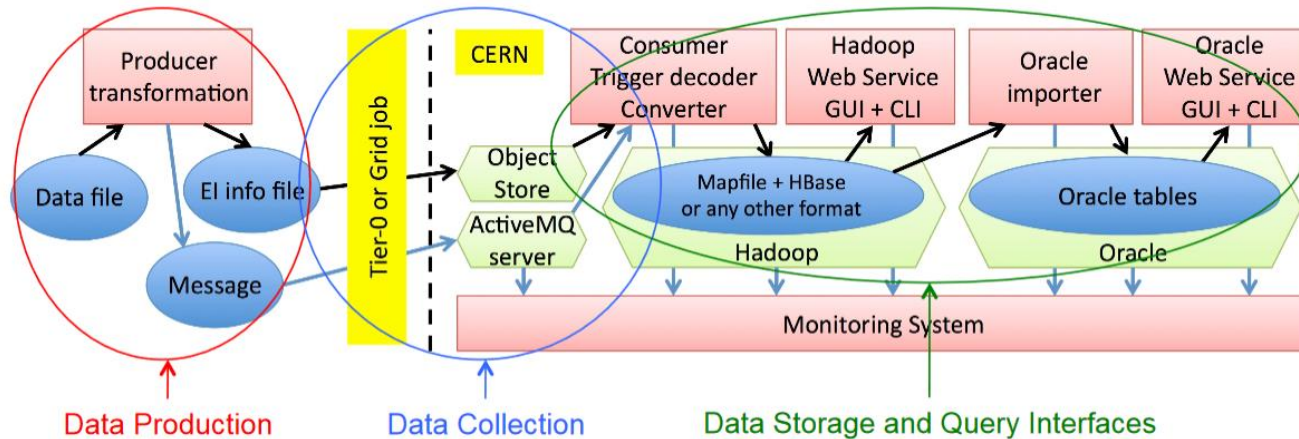 Producer
transformation
Data file
EI info file
Message
Tier-0 or Grid job
CERN
Object
Store
ActiveMQ
server
Consumer
Trigger decoder
Converter
Hadoop
Web Service
GUI + CLI
Oracle
importer
Oracle
Web Service
GUI + CLI
Mapfile + HBase
or any other format
Hadoop
Oracle tables
Oracle
Monitoring System
Data Production
Data Collection
Data Storage and Query Interfaces